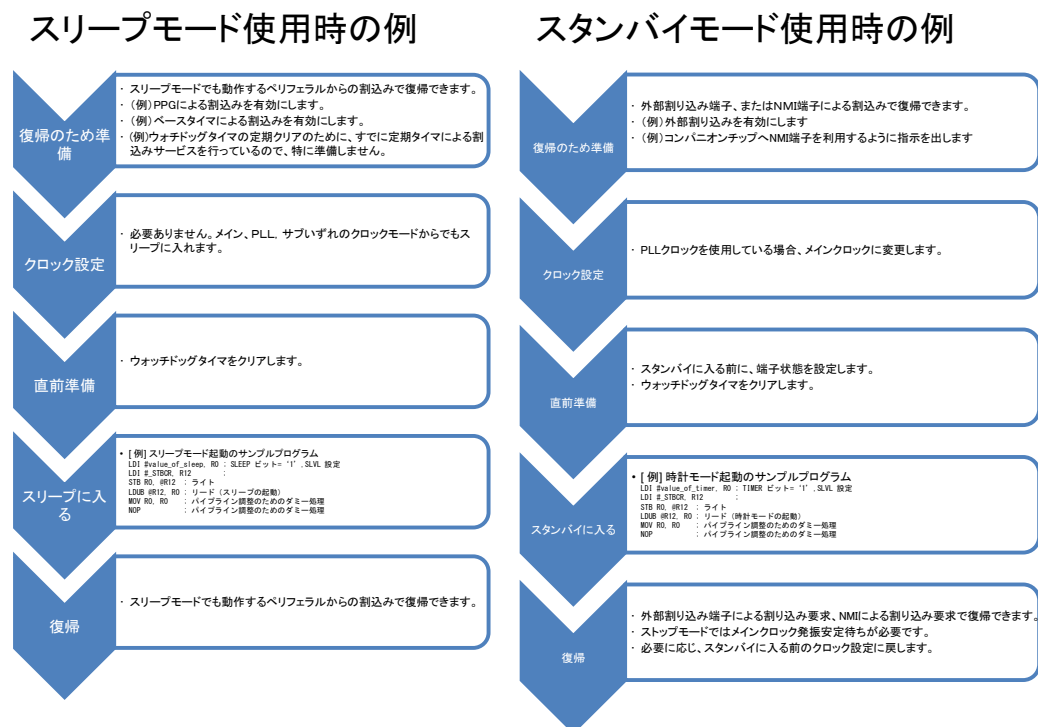 スリープモード使用時の例
復帰のため準
備
・ スリープモードでも動作するペリフェラルからの割込みで復帰できます。
・ (例)PPGによる割込みを有効にします。
・ (例)ベースタイマによる割込みを有効にします。
・ (例)ウォチドッグタイマの定期クリアのために、すでに定期タイマによる割
込みサービスを行っているので、特に準備しません。
クロック設定
・ 必要ありません。メイン、PLL, サブいずれのクロックモードからでもス
リープに入れます。
直前準備
・ ウォッチドッグタイマをクリアします。
スリープに入
る
• [例] スリープモード起動のサンプルプログラム
LDI #value_of_sleep, R0 ; SLEEP ビット= '1' ,SLVL 設定
LDI #_STBCR, R12 ;
STB R0, @R12 ; ライト
LDUB @R12, R0 ; リード (スリープの起動)
MOV R0, R0 ; パイプライン調整のためのダミー処理
NOP ; パイプライン調整のためのダミー処理
復帰
・ スリープモードでも動作するペリフェラルからの割込みで復帰できます。
スタンバイモード使用時の例
復帰のため準備
・ 外部割り込み端子、またはNMI端子による割込みで復帰できます。
・ (例)外部割り込みを有効にします
・ (例)コンパニオンチップへNMI端子を利用するように指示を出します
クロック設定
・ PLLクロックを使用している場合、メインクロックに変更します。
直前準備
・ スタンバイに入る前に、端子状態を設定します。
・ ウォッチドッグタイマをクリアします。
スタンバイに入る
• [例] 時計モード起動のサンプルプログラム
LDI #value_of_timer, R0 ; TIMER ビット= '1' ,SLVL 設定
LDI #_STBCR, R12 ;
STB R0, @R12 ; ライト
LDUB @R12, R0 ; リード (時計モードの起動)
MOV R0, R0 ; パイプライン調整のためのダミー処理
NOP ; パイプライン調整のためのダミー処理
復帰
・ 外部割り込み端子による割り込み要求、NMIによる割り込み要求で復帰できます。
・ ストップモードではメインクロック発振安定待ちが必要です。
・ 必要に応じ、スタンバイに入る前のクロック設定に戻します。